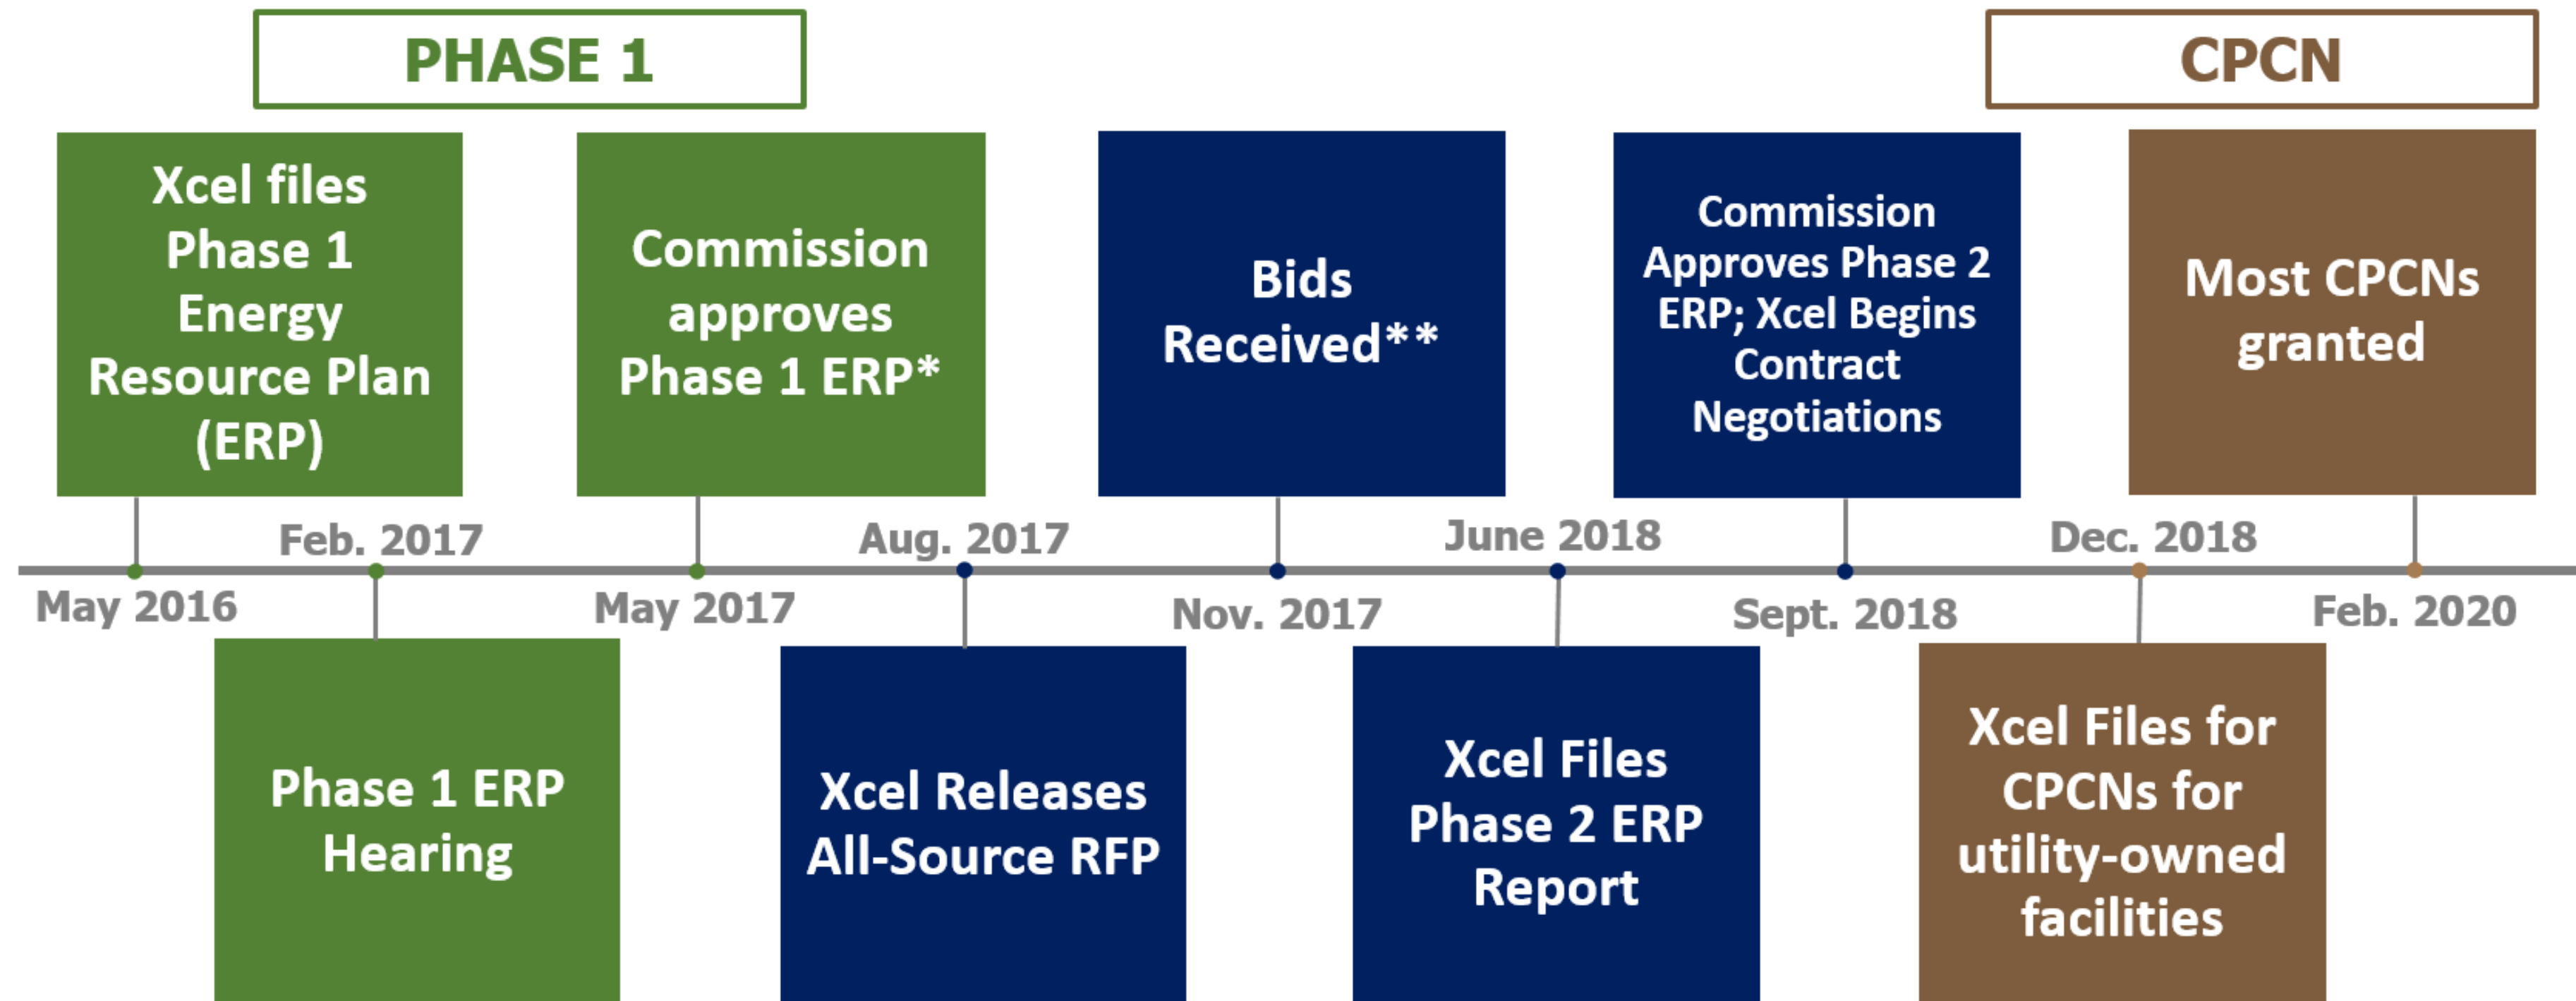 PHASE 1
CPCN
Xcel files
Phase 1
Energy
Resource Plan
(ERP)
Commission
approves
Phase 1 ERP*
Bids
Received**
Commission
Approves Phase 2
ERP; Xcel Begins
Contract
Negotiations
Most CPCNs
granted
Feb. 2017
Aug. 2017
June 2018
Dec. 2018
May 2016
May 2017
Nov. 2017
Sept. 2018
Feb. 2020
Phase 1 ERP
Hearing
Xcel Releases
All-Source RFP
Xcel Files
Phase 2 ERP
Report
Xcel Files for
CPCNs for
utility-owned
facilities